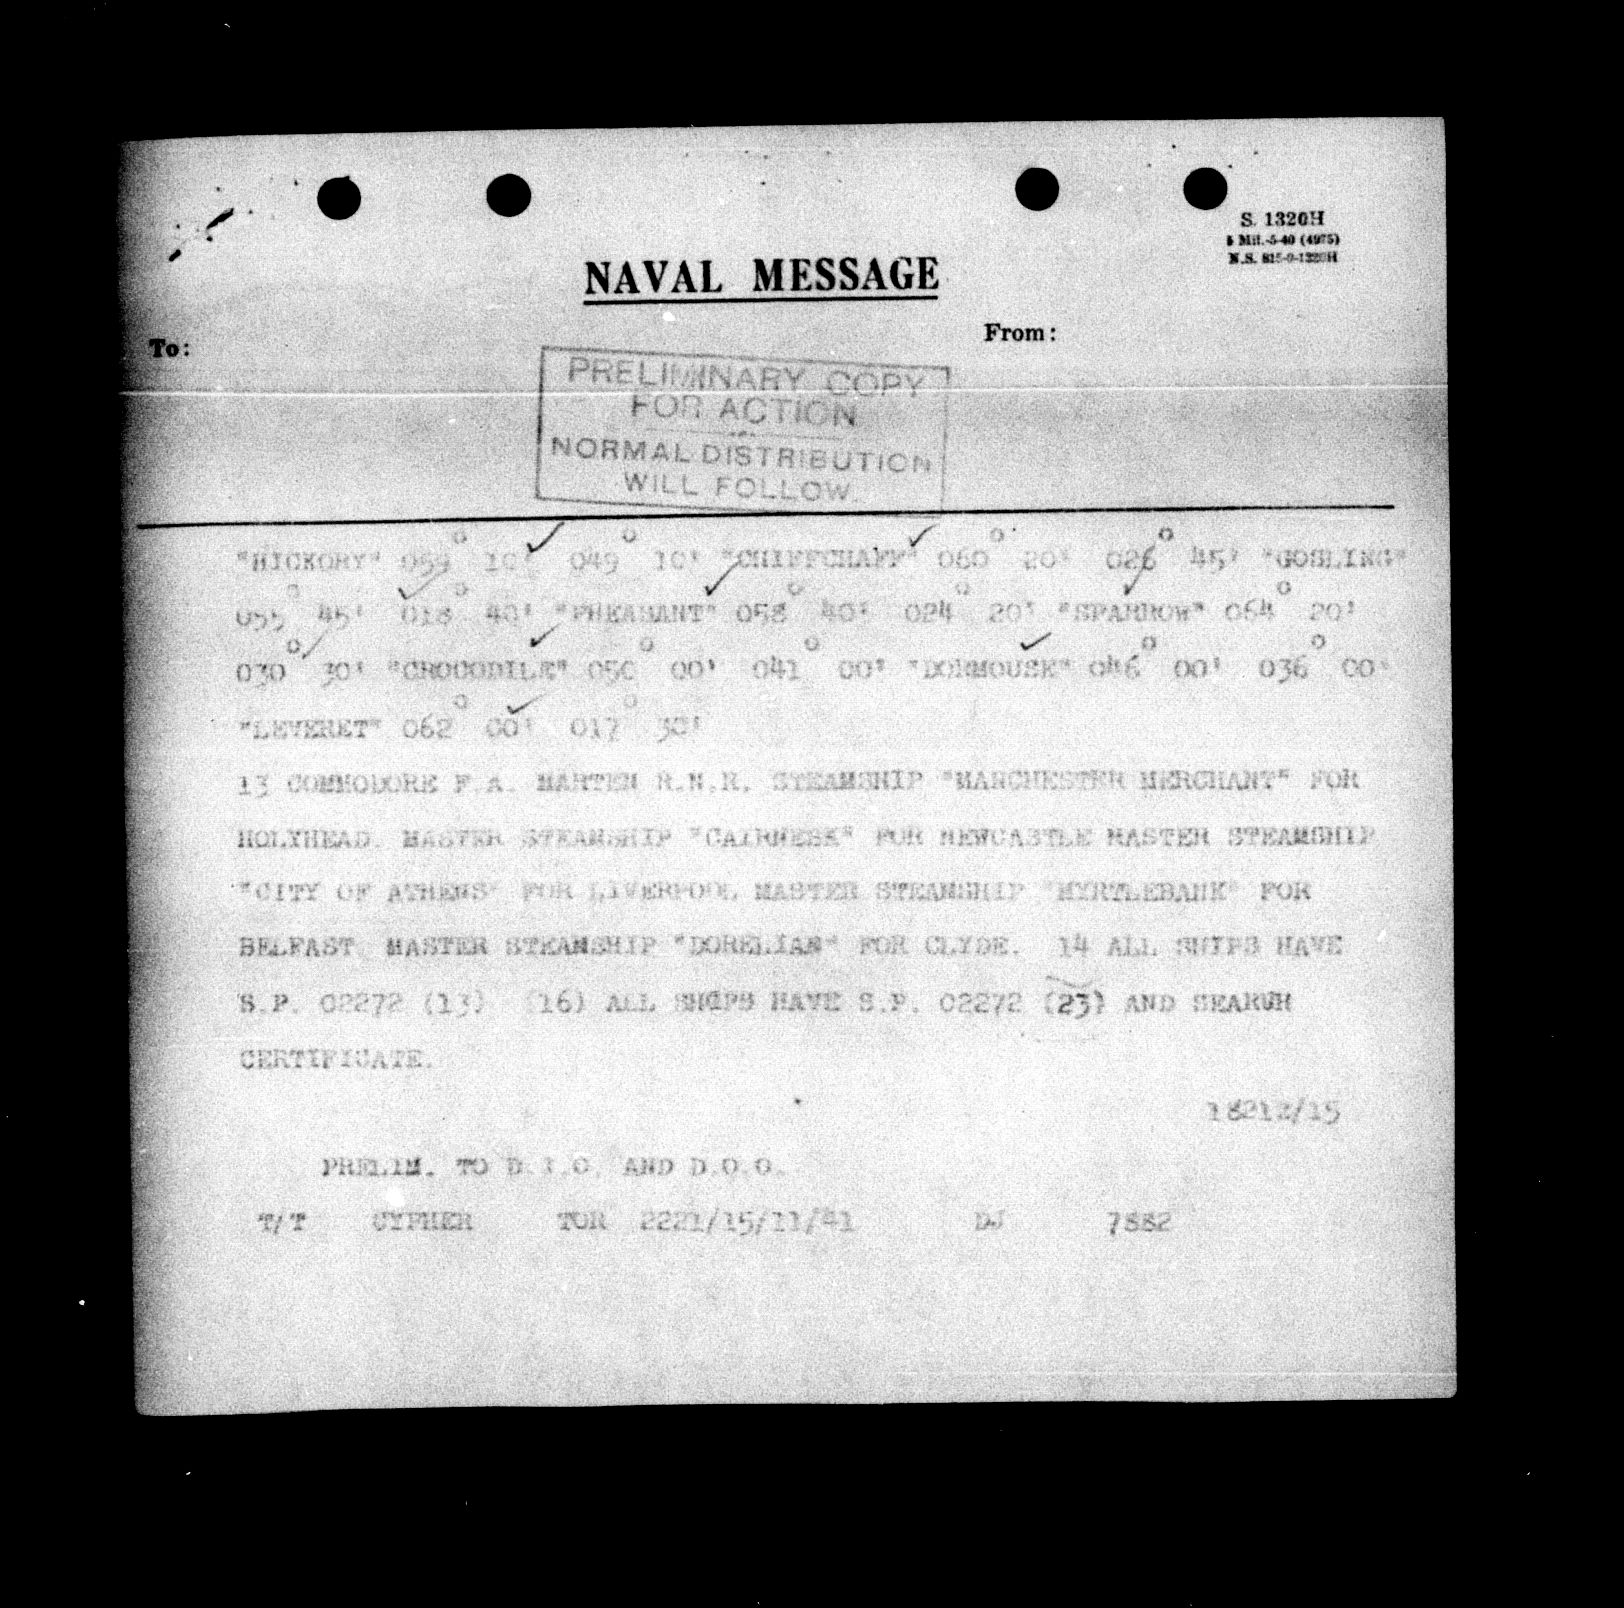 S. 1320H
NAVAL MESSAGE
To:
From:
PRELIMINARY COPY
FOR ACTION
NORMAL DISTRIBUTION
WILL FOLLOW.
"HICKORY" 059° 10' 049° 10' "CHIFFCHAFF" 060° 20' 026° 45' "GOSLING"
055° 45' 018° 40' "PHEASANT" 058° 40' 024° 20' "SPARROW" 064° 20'
030° 30' "CROCODILE" 050° 00' 041° 00' "DORMOUSE" 046° 00' 036° 00'
"LEVERET" 062° 00' 017° 30'
13 COMMODORE F.A. MARTEN R.N.R. STEAMSHIP "MANCHESTER MERCHANT" FOR
HOLYHEAD. MASTER STEAMSHIP "CAIRNESK" FOR NEWCASTLE MASTER STEAMSHIP
"CITY OF ATHENS" FOR LIVERPOOL MASTER STEAMSHIP "MYRTLEBANK" FOR
BELFAST MASTER STEAMSHIP "DORELIAN" FOR CLYDE. 14 ALL SHIPS HAVE
S.P. 02272 (13) (16) ALL SHIPS HAVE S.P. 02272 (23) AND SEARCH
CERTIFICATE.
1821Z/15
PRELIM. TO D.I.O. AND D.O.O.
T/T CYPHER TOR 2221/15/11/41 DJ 7882